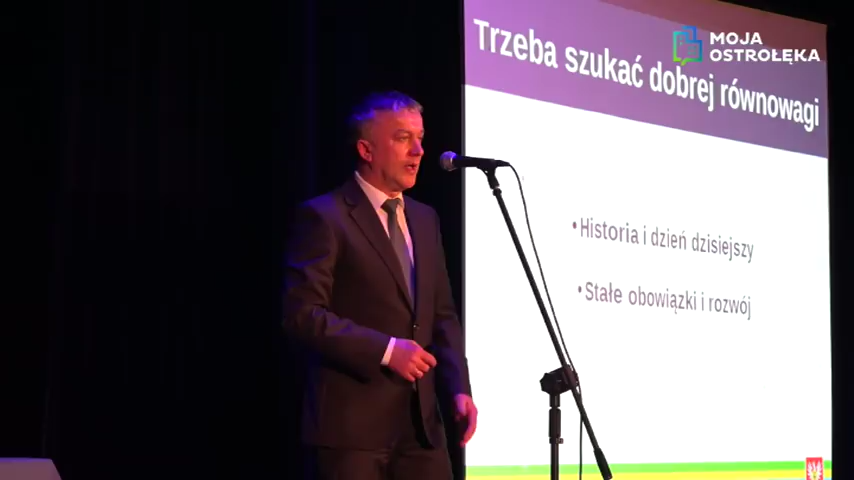 MOJA
OSTROŁĘKA
Trzeba szukać dobrej równowagi
•Historia i dzień dzisiejszy
•Stałe obowiązki i rozwój